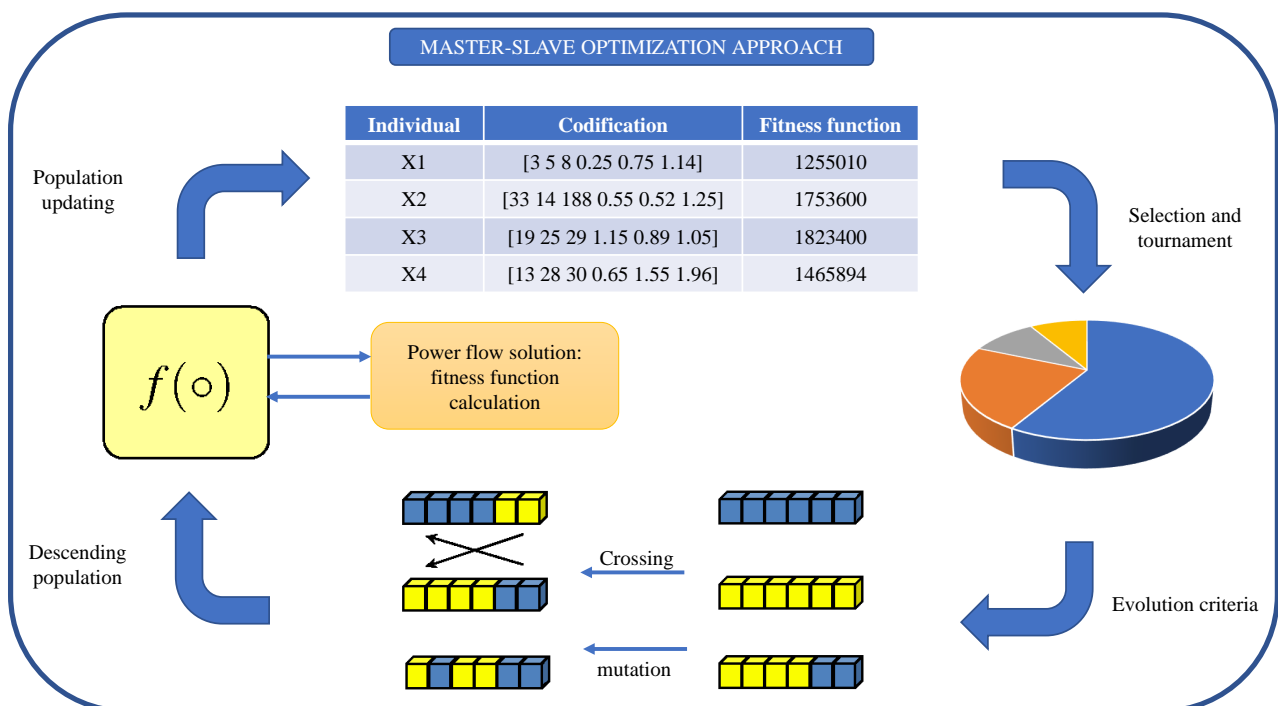 MASTER-SLAVE OPTIMIZATION APPROACH
Individual Codification Fitness function
X1 [3 5 8 0.25 0.75 1.14] 1255010
X2 [33 14 188 0.55 0.52 1.25] 1753600
X3 [19 25 29 1.15 0.89 1.05] 1823400
X4 [13 28 30 0.65 1.55 1.96] 1465894
Population
updating
Selection and
tournament
f(∘)
Power flow solution:
fitness function
calculation
Descending
population
Crossing
mutation
Evolution criteria